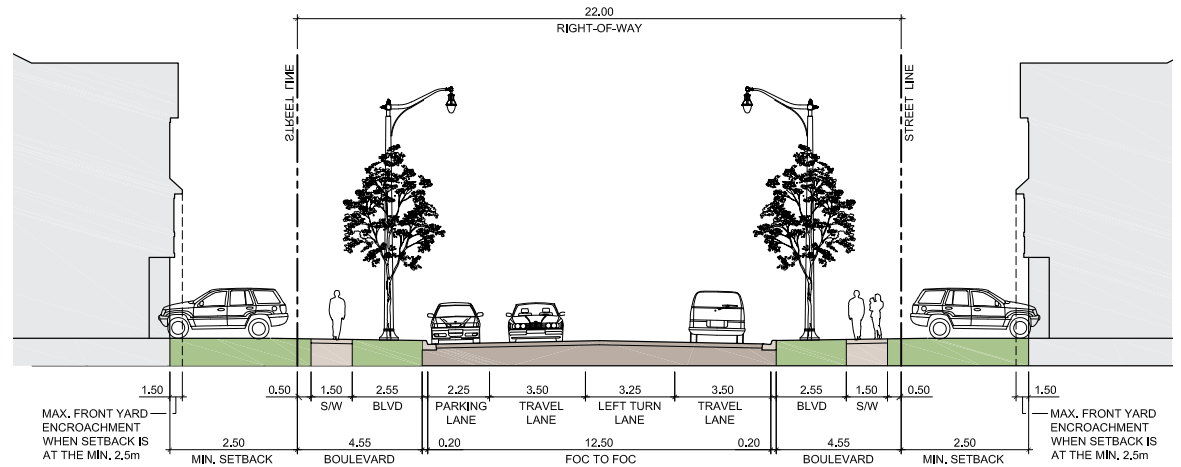 22.00
RIGHT-OF-WAY
STREET LINE
STREET LINE
1.50
0.50
1.50
2.55
2.25
3.50
3.25
3.50
2.55
1.50
0.50
1.50
S/W
BLVD
PARKING
LANE
TRAVEL
LANE
LEFT TURN
LANE
TRAVEL
LANE
BLVD
S/W
MAX. FRONT YARD
ENCROACHMENT
WHEN SETBACK IS
AT THE MIN. 2.5m
MAX. FRONT YARD
ENCROACHMENT
WHEN SETBACK IS
AT THE MIN. 2.5m
2.50
4.55
0.20
12.50
0.20
4.55
2.50
MIN. SETBACK
BOULEVARD
FOC TO FOC
BOULEVARD
MIN. SETBACK